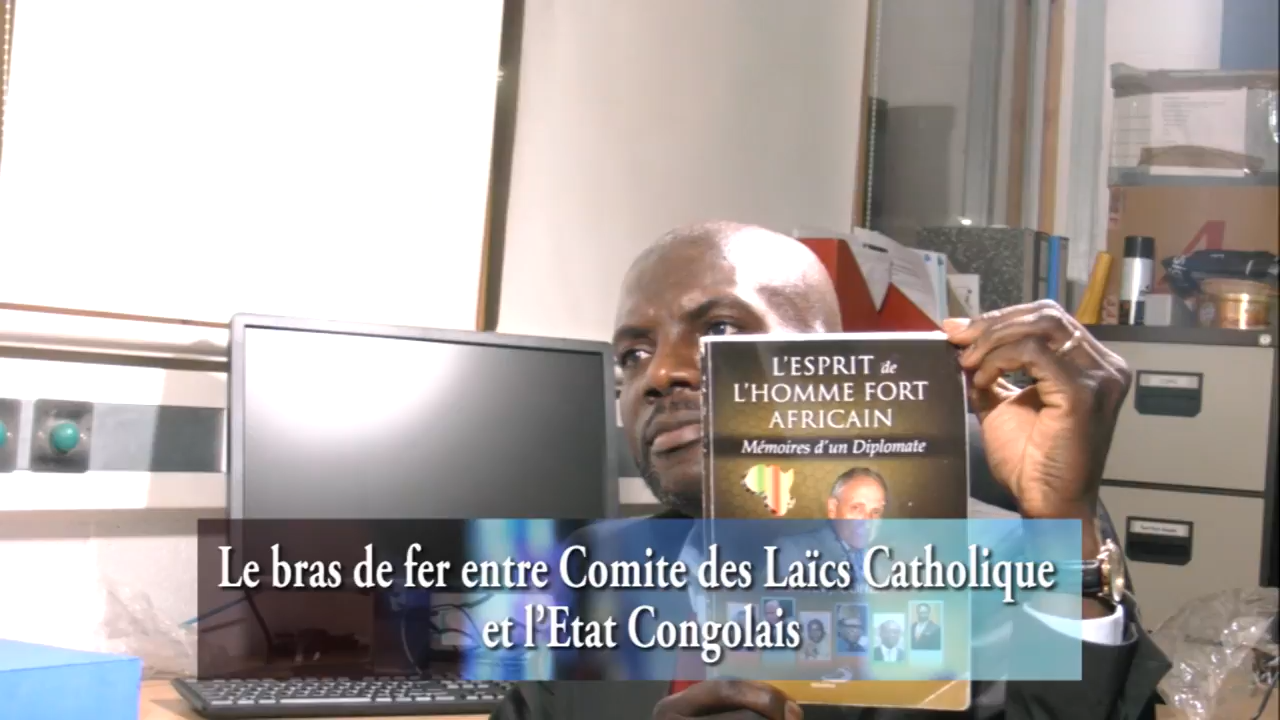 L'ESPRIT de
L'HOMME FORT
AFRICAIN
Mémoires d'un Diplomate
Le bras de fer entre Comite des Laïcs Catholique
et l'Etat Congolais